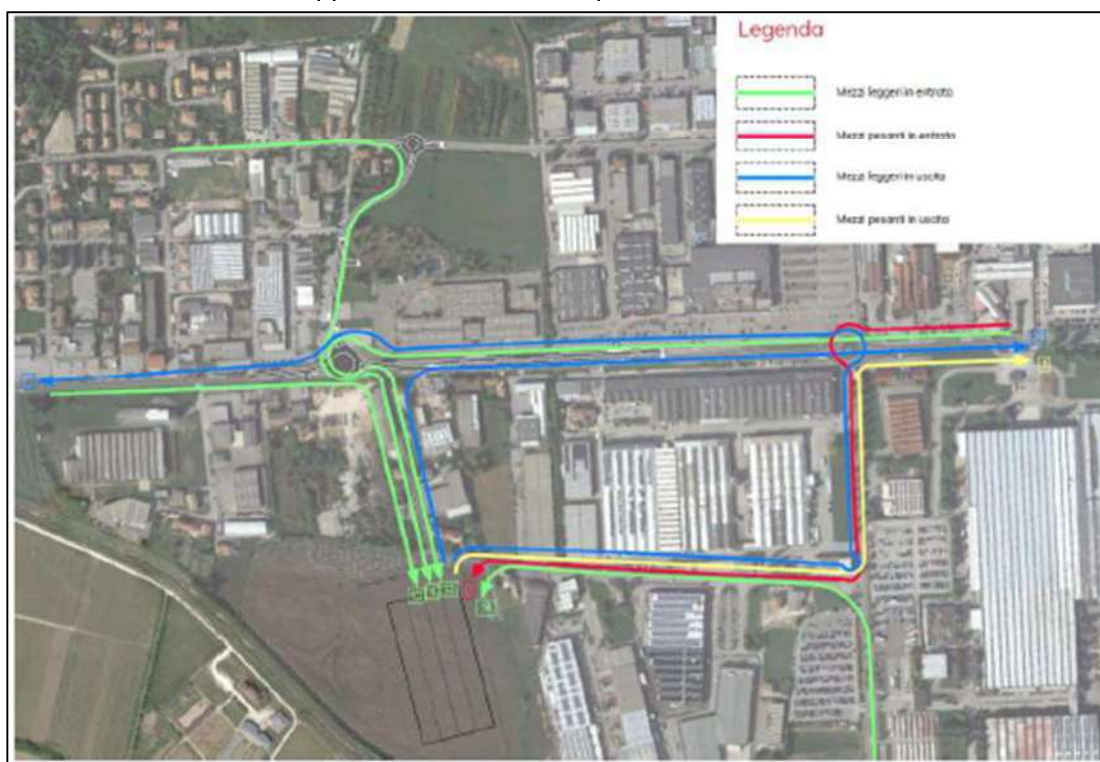 Legenda
Mezzi leggeri in entrata
Mezzi pesanti in entrata
Mezzi leggeri in uscita
Mezzi pesanti in uscita